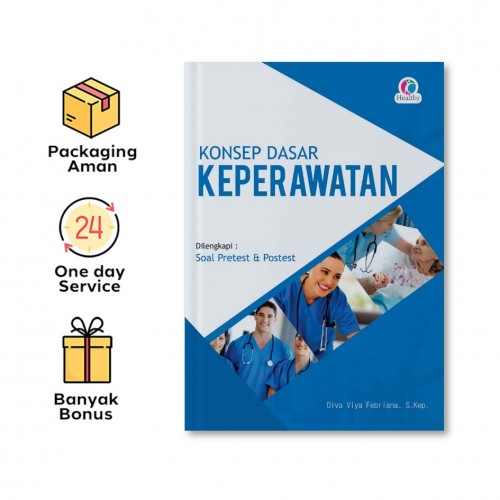 Packaging
Aman
24
One day
Service
Banyak
Bonus
Healthy
KONSEP DASAR
KEPERAWATAN
Dilengkapi :
Soal Pretest & Postest
Diva Viya Febriana. S.Kep.